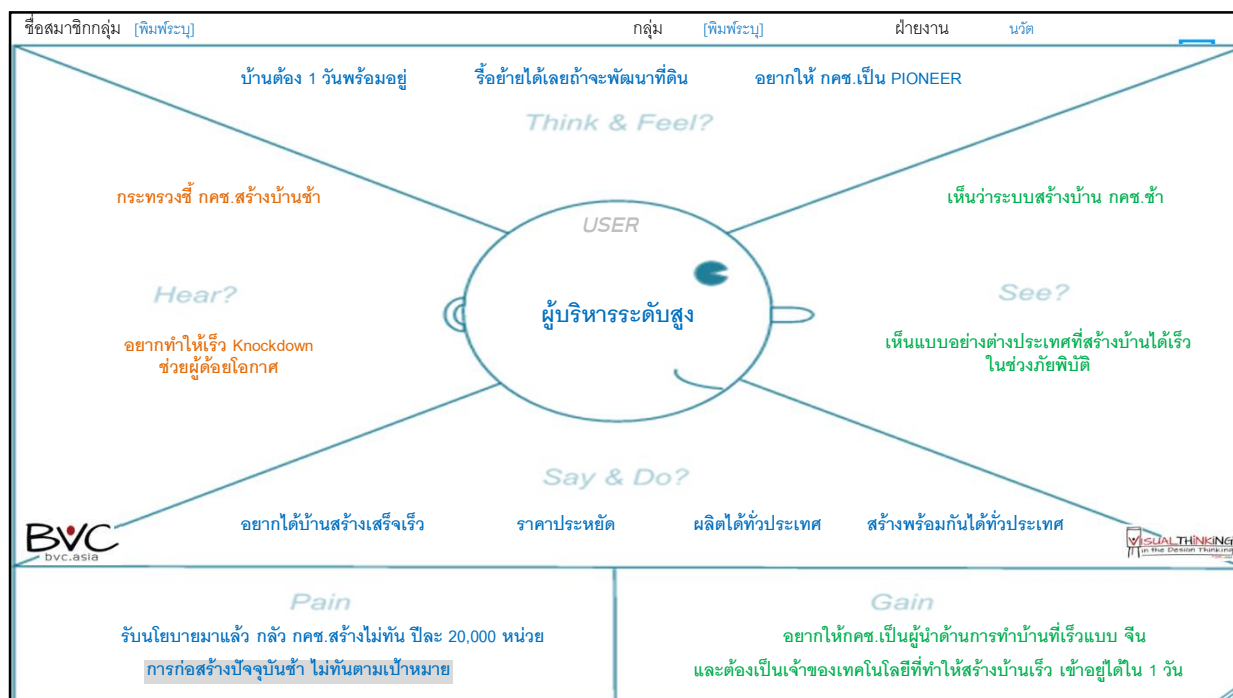 ชื่อสมาชิกกลุ่ม [พิมพ์ระบุ] กลุ่ม [พิมพ์ระบุ] ฝ่ายงาน นวัต
บ้านต้อง 1 วันพร้อมอยู่ รื้อย้ายได้เลยถ้าจะพัฒนาที่ดิน อยากให้ กคช.เป็น PIONEER
Think & Feel?
กระทรวงชี้ กคช.สร้างบ้านช้า
เห็นว่าระบบสร้างบ้าน กคช.ช้า
USER
Hear?
See?
ผู้บริหารระดับสูง
อยากทำให้เร็ว Knockdown
ช่วยผู้ด้อยโอกาศ
เห็นแบบอย่างต่างประเทศที่สร้างบ้านได้เร็ว
ในช่วงภัยพิบัติ
Say & Do?
อยากได้บ้านสร้างเสร็จเร็ว ราคาประหยัด ผลิตได้ทั่วประเทศ สร้างพร้อมกันได้ทั่วประเทศ
BVC
bvc.asia
VISUAL THiNKiNG
in the Design Thinking
Pain
รับนโยบายมาแล้ว กลัว กคช.สร้างไม่ทัน ปีละ 20,000 หน่วย
การก่อสร้างปัจจุบันช้า ไม่ทันตามเป้าหมาย
Gain
อยากให้กคช.เป็นผู้นำด้านการทำบ้านที่เร็วแบบ จีน
และต้องเป็นเจ้าของเทคโนโลยีที่ทำให้สร้างบ้านเร็ว เข้าอยู่ได้ใน 1 วัน